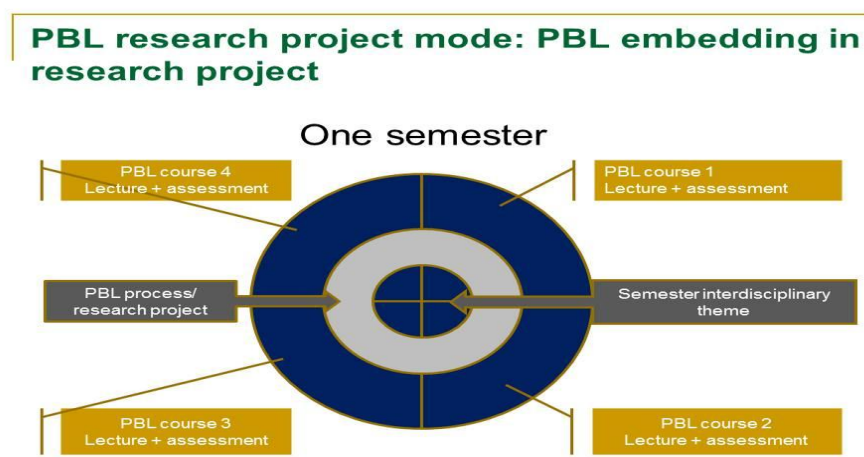 PBL research project mode: PBL embedding in
research project
One semester
PBL course 4
Lecture + assessment
PBL course 1
Lecture + assessment
PBL process/
research project
Semester interdisciplinary
theme
PBL course 3
Lecture + assessment
PBL course 2
Lecture + assessment